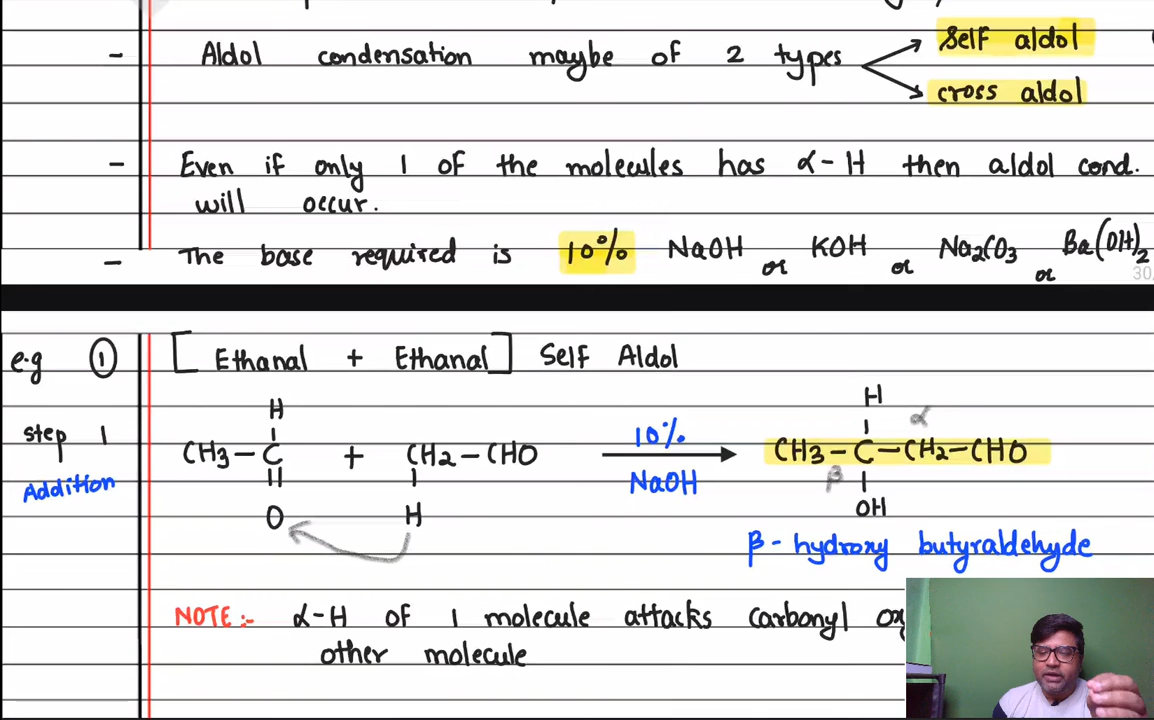 - Aldol condensation maybe of 2 types
self aldol
cross aldol
- Even if only 1 of the molecules has α-H then aldol cond.
will occur.
- The base required is 10% NaOH or KOH or Na2CO3 or Ba(OH)2
30
e.g ① [Ethanal + Ethanal] Self Aldol
step 1
Addition
H
CH3-C + CH2-CHO
O H
10%
NaOH
H α
CH3-C-CH2-CHO
β
OH
β-hydroxy butyraldehyde
NOTE:- α-H of 1 molecule attacks carbonyl
other molecule